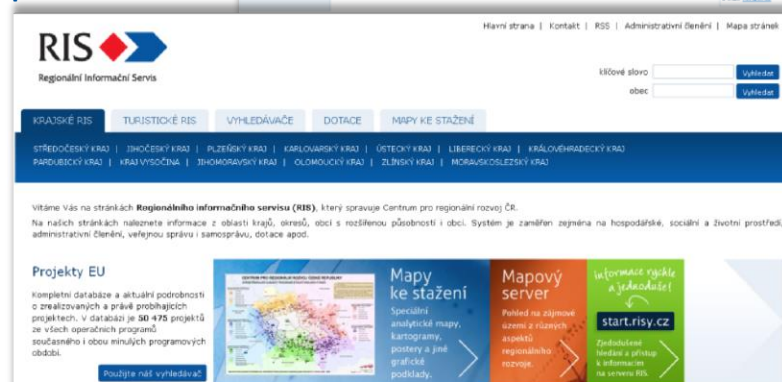 Hlavní strana | Kontakt | RSS | Administrativní členění | Mapa stránek
RIS
Regionální Informační Servis
klíčové slovo
Vyhledat
obec
Vyhledat
KRAJSKÉ RIS
TURISTICKÉ RIS
VYHLEDÁVAČE
DOTACE
MAPY KE STAŽENÍ
STŘEDOČESKÝ KRAJ | JIHOČESKÝ KRAJ | PLZEŇSKÝ KRAJ | KARLOVARSKÝ KRAJ | ÚSTECKÝ KRAJ | LIBERECKÝ KRAJ | KRÁLOVÉHRADECKÝ KRAJ
PARDUBICKÝ KRAJ | KRAJ VYSOČINA | JIHOMORAVSKÝ KRAJ | OLOMOUCKÝ KRAJ | ZLÍNSKÝ KRAJ | MORAVSKOSLEZSKÝ KRAJ
Vítáme Vás na stránkách Regionálního informačního servisu (RIS), který spravuje Centrum pro regionální rozvoj ČR.
Na našich stránkách naleznete informace z oblasti krajů, okresů, obcí s rozšířenou působností i obcí. Systém je zaměřen zejména na hospodářské, sociální a životní prostředí,
administrativní členění, veřejnou správu i samosprávu, dotace apod.
Projekty EU
Kompletní databáze a aktuální podrobnosti
o zrealizovaných a právě probíhajících
projektech. V databázi je 50 475 projektů
ze všech operačních programů
současného i obou minulých programových
období.
Použijte náš vyhledávač
Mapy
ke stažení
Speciální
analytické mapy,
kartogramy,
postery a jiné
grafické
podklady.
Mapový
server
Pohled na zájmové
území z různých
aspektů
regionálního
rozvoje.
informace rychle
a jednoduše!
start.risy.cz
Zjednodušené
hledání a přístup
k informacím
na serveru RIS.